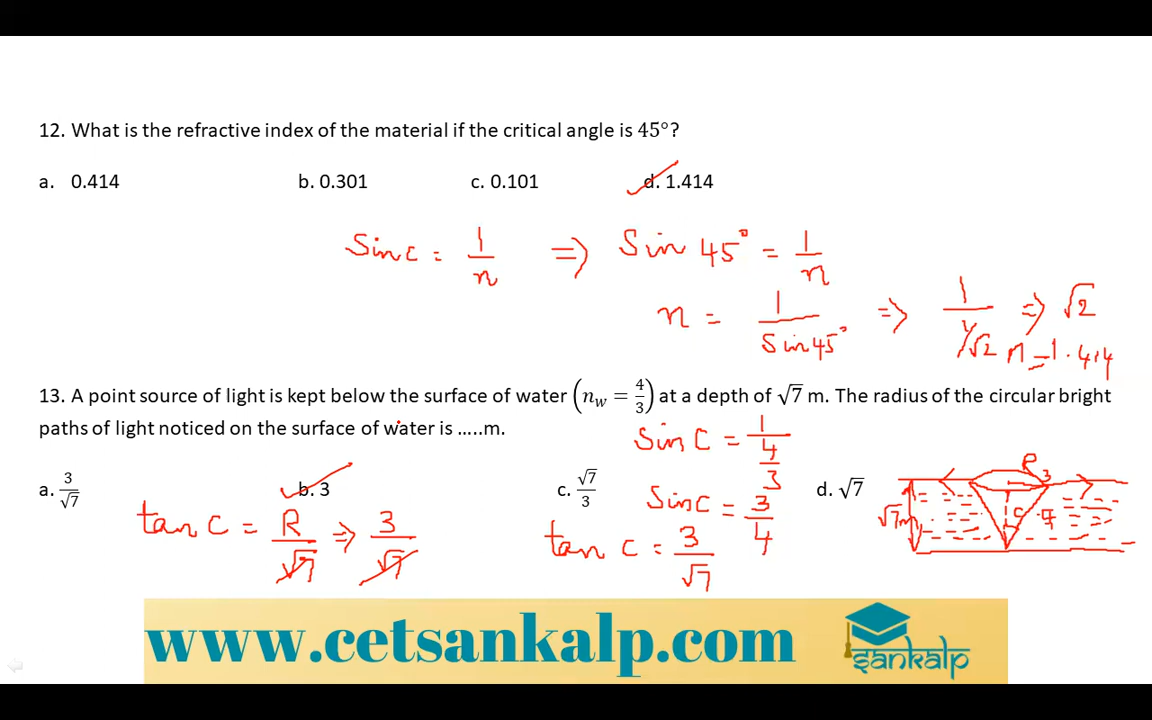 12. What is the refractive index of the material if the critical angle is 45°?
a. 0.414 b. 0.301 c. 0.101 d. 1.414
Sin c = 1/n ⇒ Sin 45° = 1/n
n = 1/Sin 45° ⇒ 1/(1/√2) ⇒ √2
n = 1.414
13. A point source of light is kept below the surface of water (n_w = 4/3) at a depth of √7 m. The radius of the circular bright
paths of light noticed on the surface of water is .....m.
a. 3/√7 b. 3 c. √7/3 d. √7
Sin C = 1/(4/3)
Sin C = 3/4
tan C = 3/√7
tan C = R/√7 ⇒ 3/√7
R
3
√7 m
C
www.cetsankalp.com
sankalp